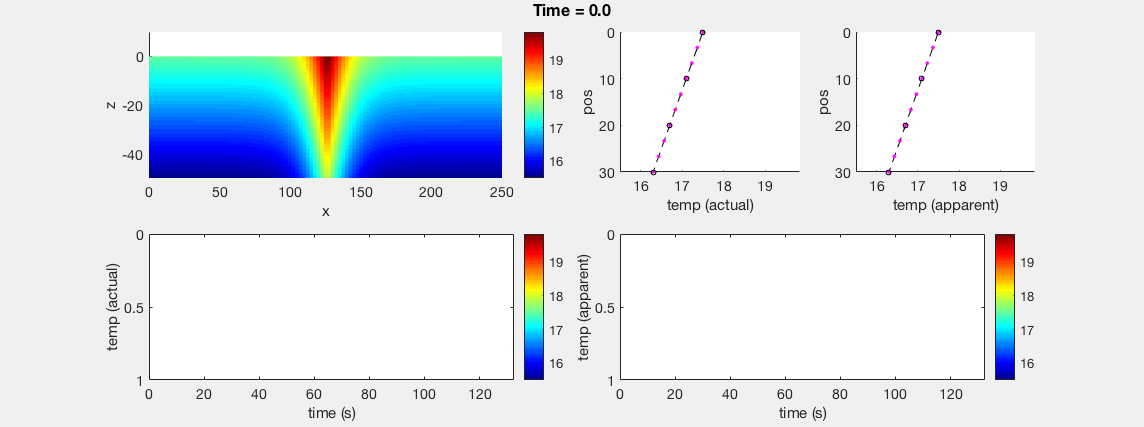 Time = 0.0
0
-20
-40
z
0 50 100 150 200 250
x
19
18
17
16
0
10
20
30
pos
16 17 18 19
temp (actual)
0
10
20
30
pos
16 17 18 19
temp (apparent)
0
0.5
1
temp (actual)
0 20 40 60 80 100 120
time (s)
19
18
17
16
0
0.5
1
temp (apparent)
0 20 40 60 80 100 120
time (s)
19
18
17
16